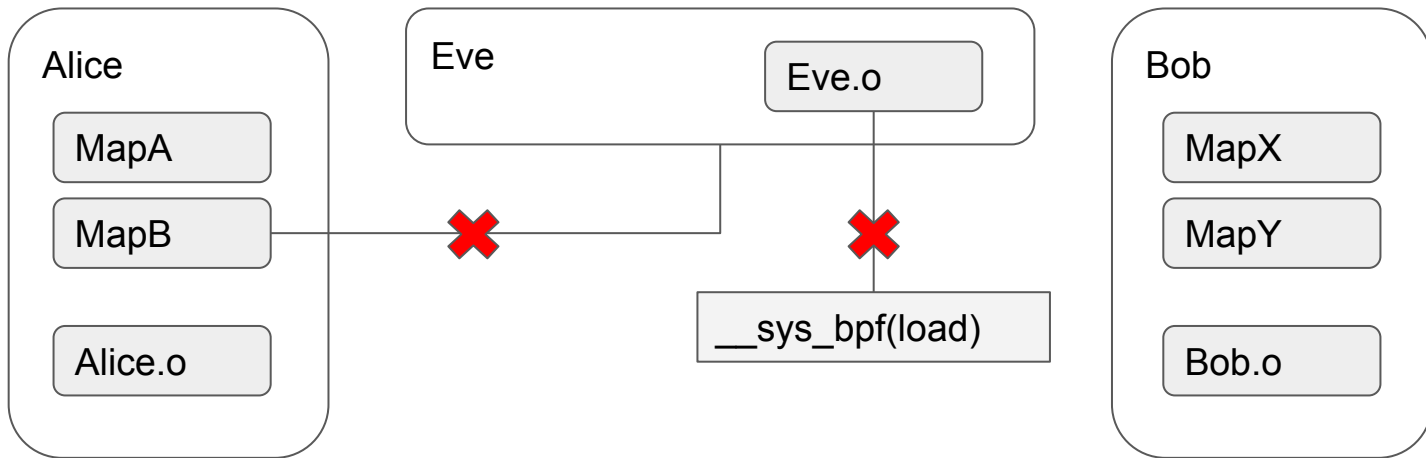 Alice
MapA
MapB
Alice.o
Eve
Eve.o
__sys_bpf(load)
Bob
MapX
MapY
Bob.o